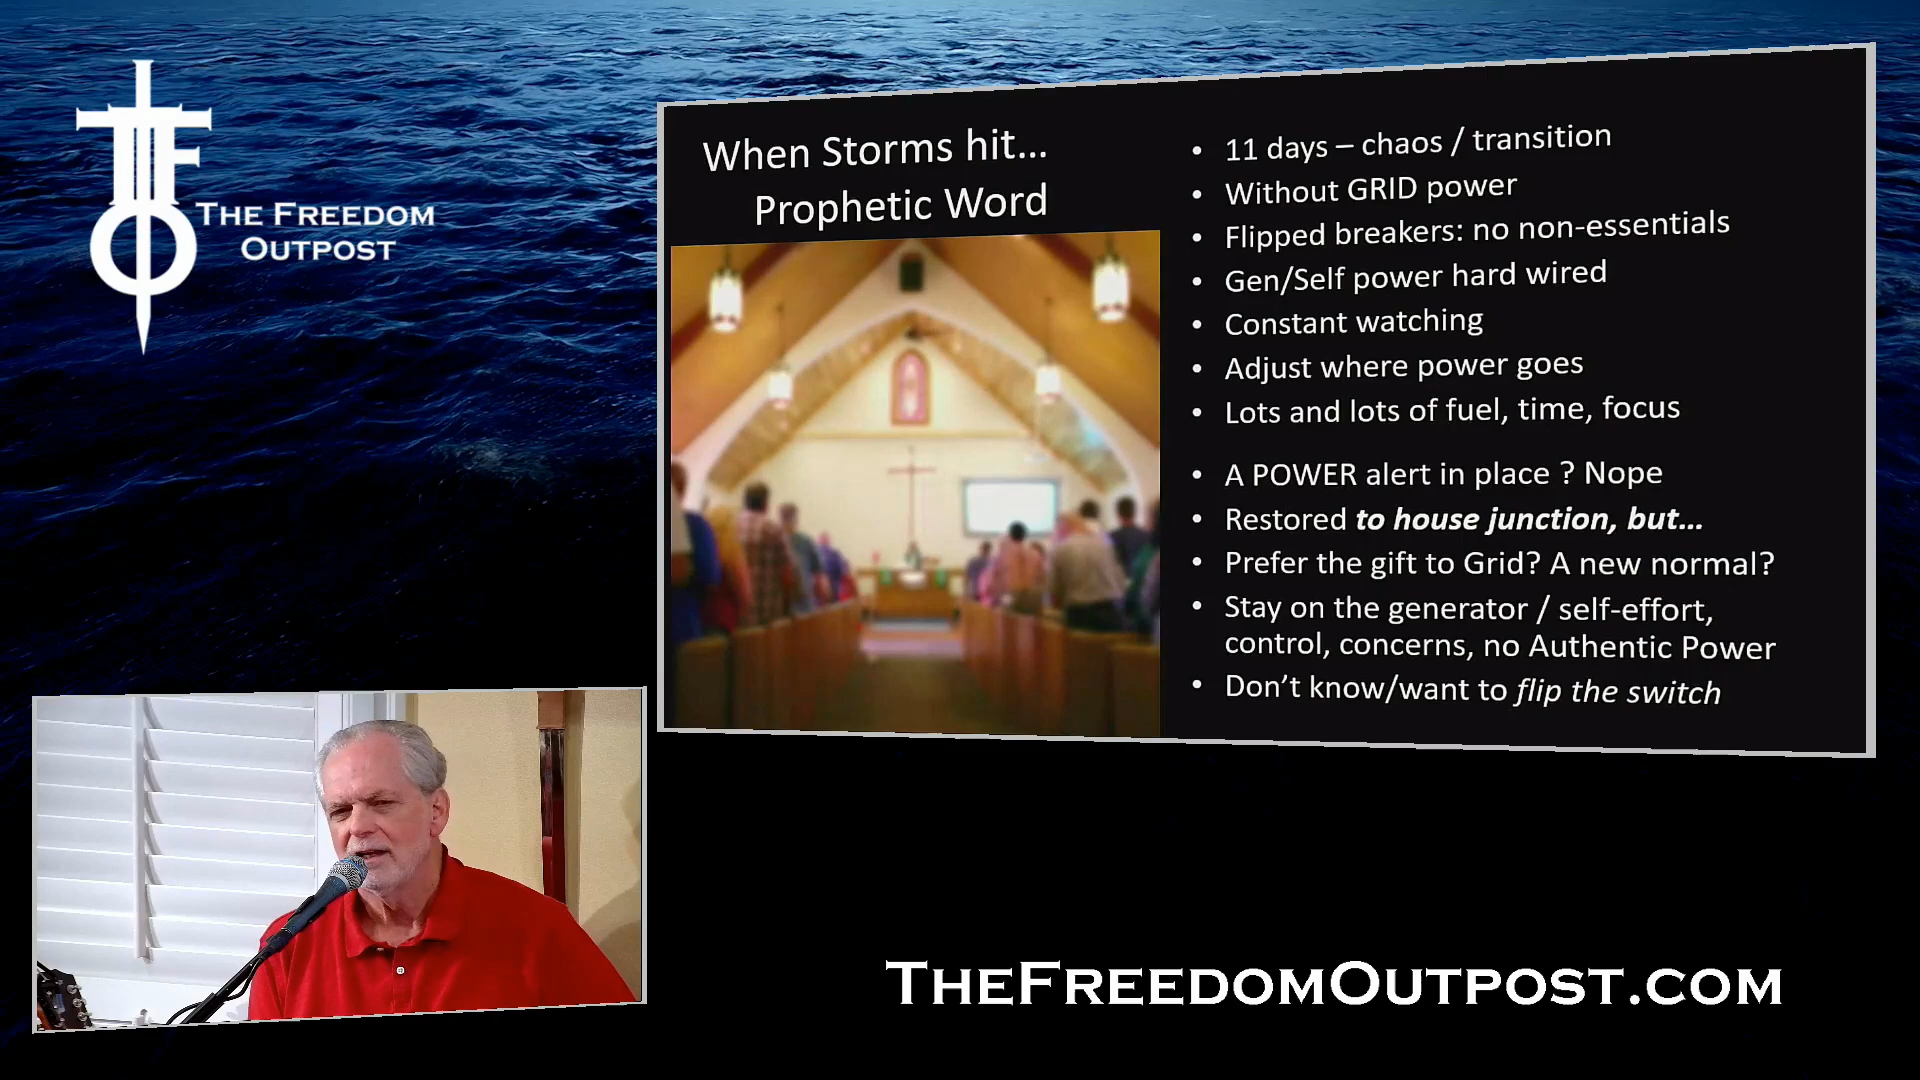 THE FREEDOM
OUTPOST
When Storms hit...
Prophetic Word
• 11 days – chaos / transition
• Without GRID power
• Flipped breakers: no non-essentials
• Gen/Self power hard wired
• Constant watching
• Adjust where power goes
• Lots and lots of fuel, time, focus
• A POWER alert in place ? Nope
• Restored to house junction, but...
• Prefer the gift to Grid? A new normal?
• Stay on the generator / self-effort,
control, concerns, no Authentic Power
• Don't know/want to flip the switch
THEFREEDOMOUTPOST.COM